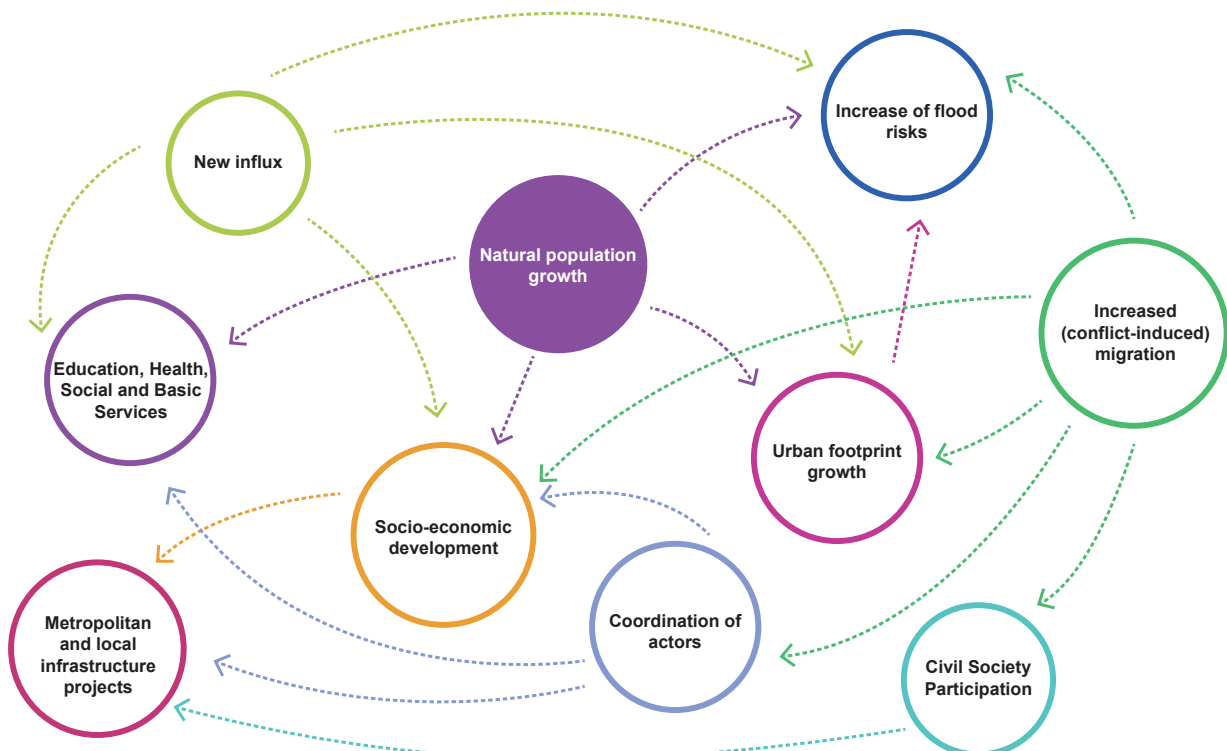 Increase of flood
risks
New influx
Natural population
growth
Increased
(conflict-induced)
migration
Education, Health,
Social and Basic
Services
Urban footprint
growth
Socio-economic
development
Coordination of
actors
Metropolitan
and local
infrastructure
projects
Civil Society
Participation